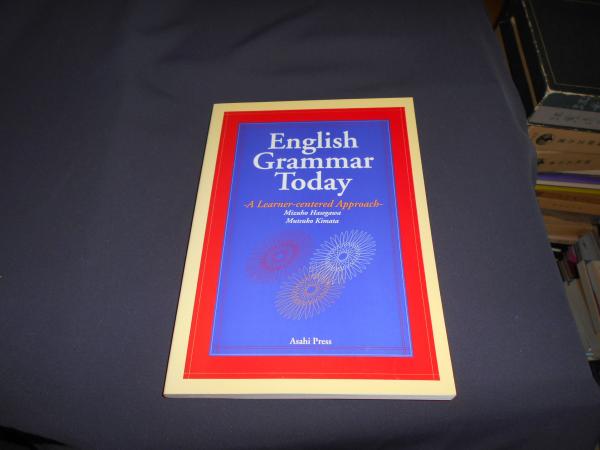 English
Grammar
Today
-A Learner-centered Approach-
Mizuho Hasegawa
Mutsuko Kimata
Asahi Press